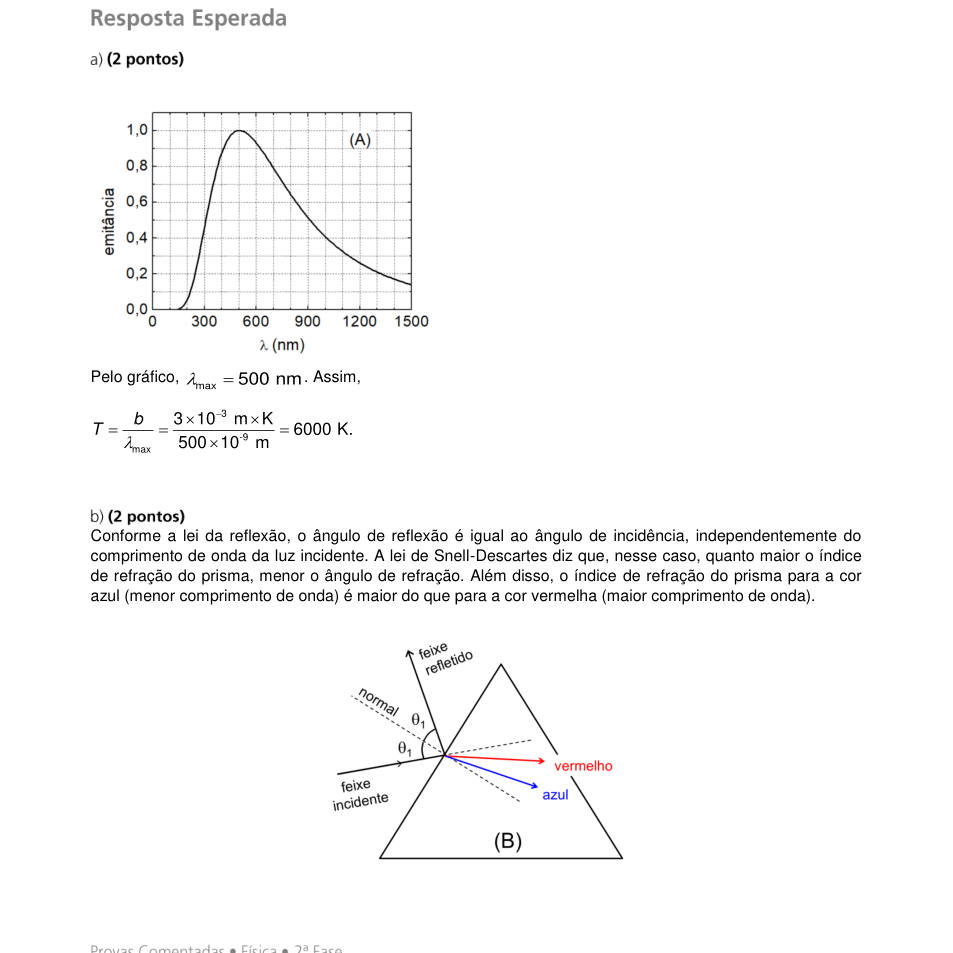 Resposta Esperada
a) (2 pontos)
(A)
emitância
1,0
0,8
0,6
0,4
0,2
0,0
0 300 600 900 1200 1500
λ (nm)
Pelo gráfico, λmax = 500 nm. Assim,
T = b/λmax = 3×10⁻³ m×K / 500×10⁻⁹ m = 6000 K.
b) (2 pontos)
Conforme a lei da reflexão, o ângulo de reflexão é igual ao ângulo de incidência, independentemente do
comprimento de onda da luz incidente. A lei de Snell-Descartes diz que, nesse caso, quanto maior o índice
de refração do prisma, menor o ângulo de refração. Além disso, o índice de refração do prisma para a cor
azul (menor comprimento de onda) é maior do que para a cor vermelha (maior comprimento de onda).
feixe
refletido
normal
θ₁
θ₁
feixe
incidente
vermelho
azul
(B)
Provas Comentadas • Física • 2ª Fase